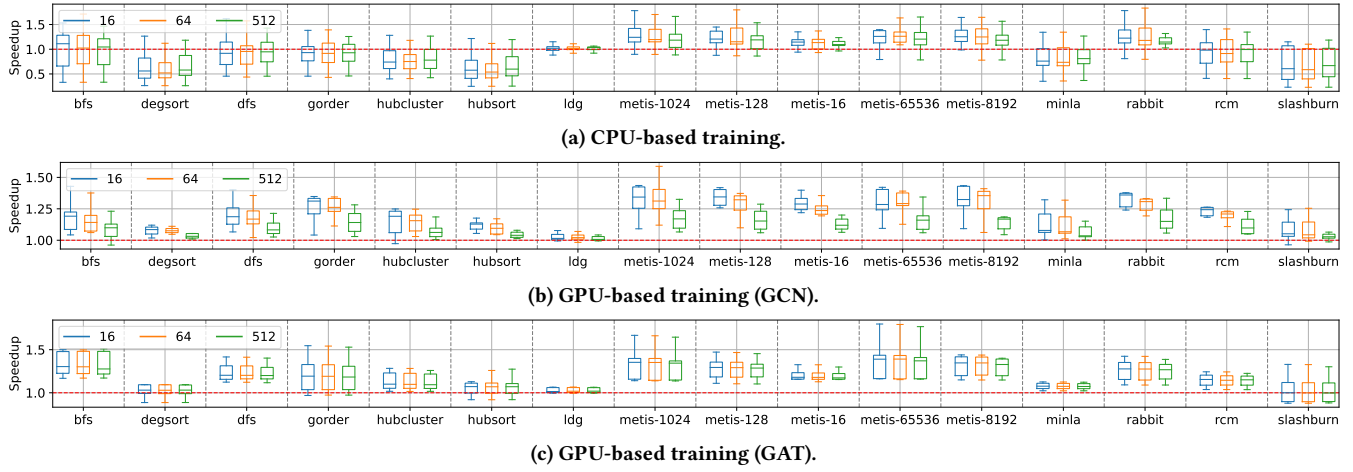 16 64 512
Speedup
1.5
1.0
0.5
bfs degsort dfs gorder hubcluster hubsort ldg metis-1024 metis-128 metis-16 metis-65536 metis-8192 minla rabbit rcm slashburn
(a) CPU-based training.
16 64 512
Speedup
1.50
1.25
1.00
bfs degsort dfs gorder hubcluster hubsort ldg metis-1024 metis-128 metis-16 metis-65536 metis-8192 minla rabbit rcm slashburn
(b) GPU-based training (GCN).
16 64 512
Speedup
1.5
1.0
bfs degsort dfs gorder hubcluster hubsort ldg metis-1024 metis-128 metis-16 metis-65536 metis-8192 minla rabbit rcm slashburn
(c) GPU-based training (GAT).